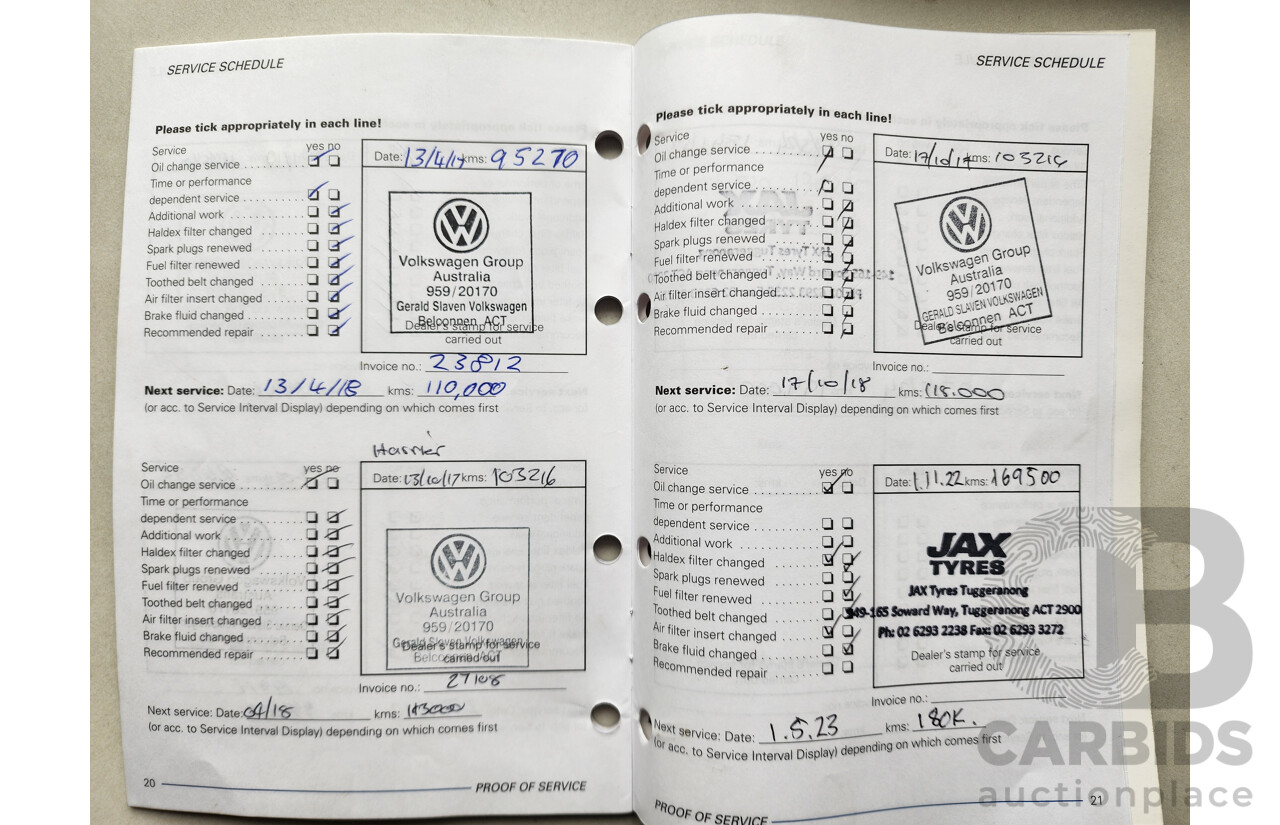 SERVICE SCHEDULE
Please tick appropriately in each line!
Service yes no
Oil change service
Time or performance
dependent service
Additional work
Haldex filter changed
Spark plugs renewed
Fuel filter renewed
Toothed belt changed
Air filter insert changed
Brake fluid changed
Recommended repair
Date: 13/4/17 kms: 95270
Volkswagen Group
Australia
959/20170
Gerald Slaven Volkswagen
Belconnen ACT
Dealer's stamp for service
carried out
Invoice no.: 23812
Next service: Date: 13/4/18 kms: 110,000
(or acc. to Service Interval Display) depending on which comes first
Harrier
Service yes no
Oil change service
Time or performance
dependent service
Additional work
Haldex filter changed
Spark plugs renewed
Fuel filter renewed
Toothed belt changed
Air filter insert changed
Brake fluid changed
Recommended repair
Date: 13/10/17 kms: 103216
Volkswagen Group
Australia
959/20170
Gerald Slaven Volkswagen
Belconnen ACT
Dealer's stamp for service
carried out
Invoice no.: 27108
Next service: Date: 04/18 kms: 113000
(or acc. to Service Interval Display) depending on which comes first
20 PROOF OF SERVICE
SERVICE SCHEDULE
Please tick appropriately in each line!
Service yes no
Oil change service
Time or performance
dependent service
Additional work
Haldex filter changed
Spark plugs renewed
Fuel filter renewed
Toothed belt changed
Air filter insert changed
Brake fluid changed
Recommended repair
Date: 17/10/17 kms: 103216
Volkswagen Group
Australia
959/20170
GERALD SLAVEN VOLKSWAGEN
Belconnen ACT
Dealer's stamp for service
carried out
Invoice no.:
Next service: Date: 17/10/18 kms: 118.000
(or acc. to Service Interval Display) depending on which comes first
Service yes no
Oil change service
Time or performance
dependent service
Additional work
Haldex filter changed
Spark plugs renewed
Fuel filter renewed
Toothed belt changed
Air filter insert changed
Brake fluid changed
Recommended repair
Date: 1.11.22 kms: 169500
JAX
TYRES
JAX Tyres Tuggeranong
149-165 Soward Way, Tuggeranong ACT 2900
Ph: 02 6293 2238 Fax: 02 6293 3272
Dealer's stamp for service
carried out
Invoice no.:
Next service: Date: 1.5.23 kms: 180K.
(or acc. to Service Interval Display) depending on which comes first
PROOF OF SERVICE 21
CARBIDS
auctionplace